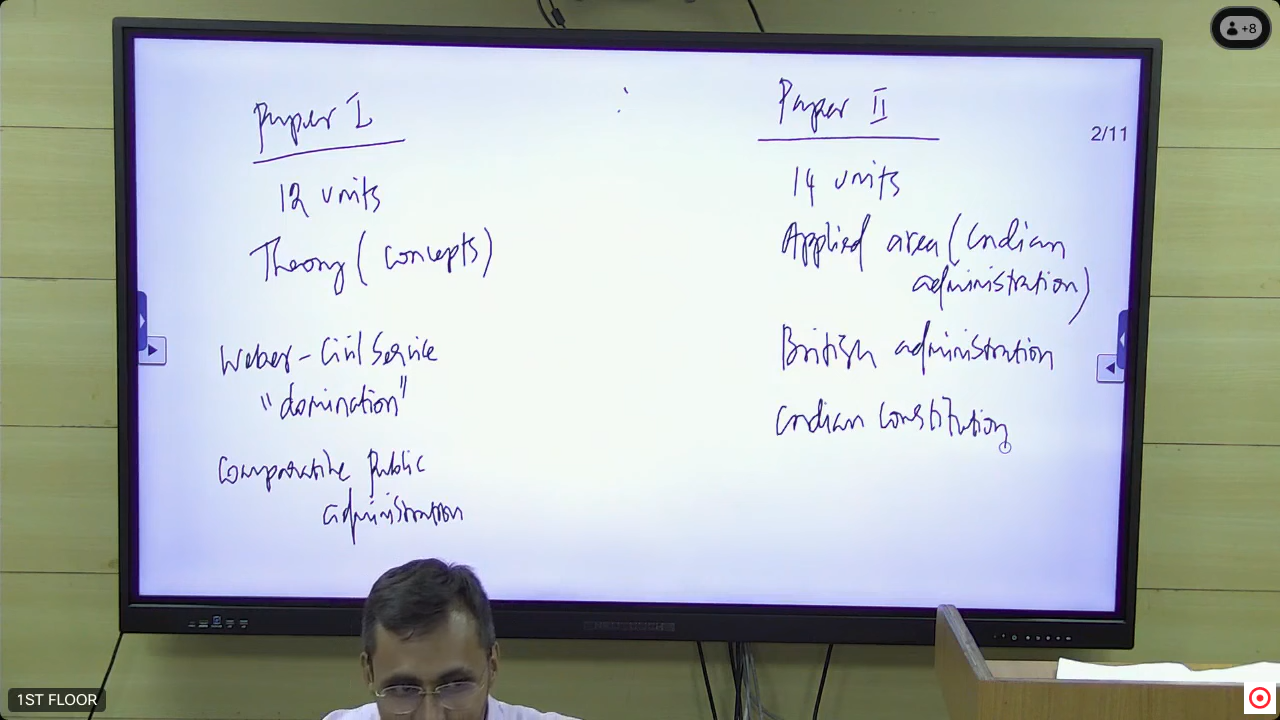 +8
Paper I
12 units
Theory (concepts)
Weber - Civil Service
"domination"
Comparative Public
administration
Paper II
2/11
14 units
Applied area (Indian
administration)
British administration
Indian Constitution
1ST FLOOR